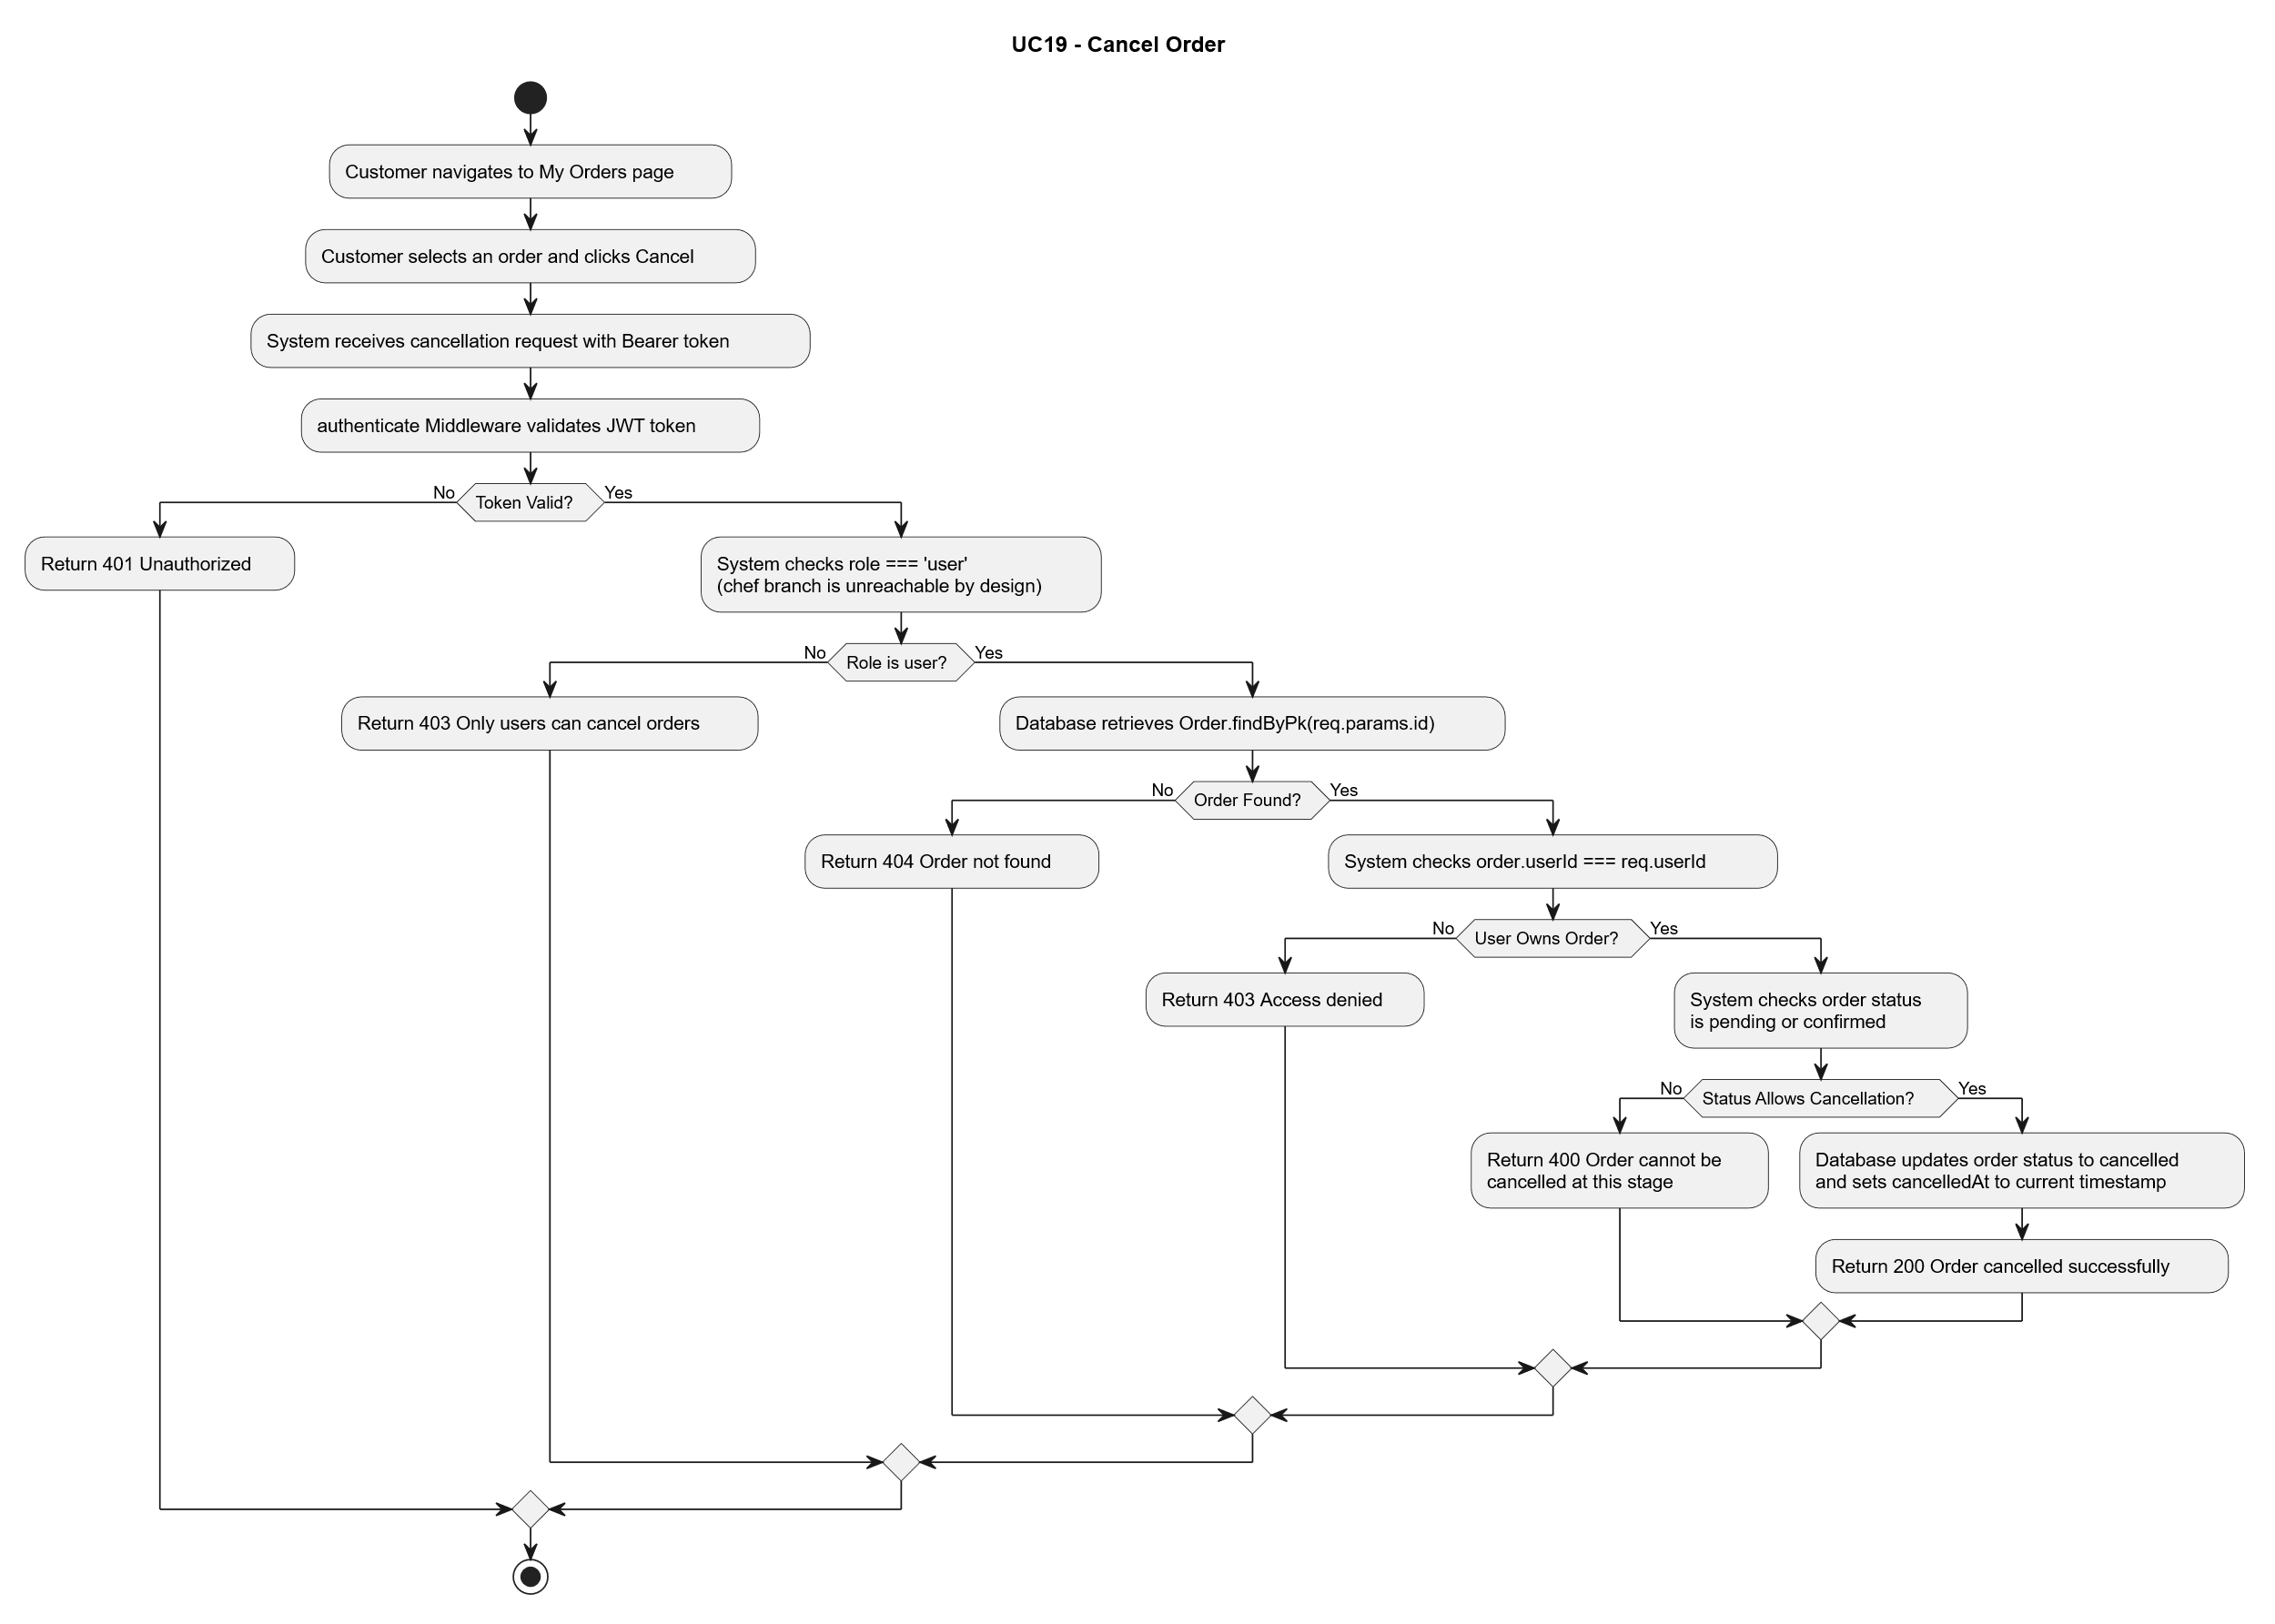 UC19 - Cancel Order
Customer navigates to My Orders page
Customer selects an order and clicks Cancel
System receives cancellation request with Bearer token
authenticate Middleware validates JWT token
No
Token Valid?
Yes
Return 401 Unauthorized
System checks role === 'user'
(chef branch is unreachable by design)
No
Role is user?
Yes
Return 403 Only users can cancel orders
Database retrieves Order.findByPk(req.params.id)
No
Order Found?
Yes
Return 404 Order not found
System checks order.userId === req.userId
No
User Owns Order?
Yes
Return 403 Access denied
System checks order status
is pending or confirmed
No
Status Allows Cancellation?
Yes
Return 400 Order cannot be
cancelled at this stage
Database updates order status to cancelled
and sets cancelledAt to current timestamp
Return 200 Order cancelled successfully